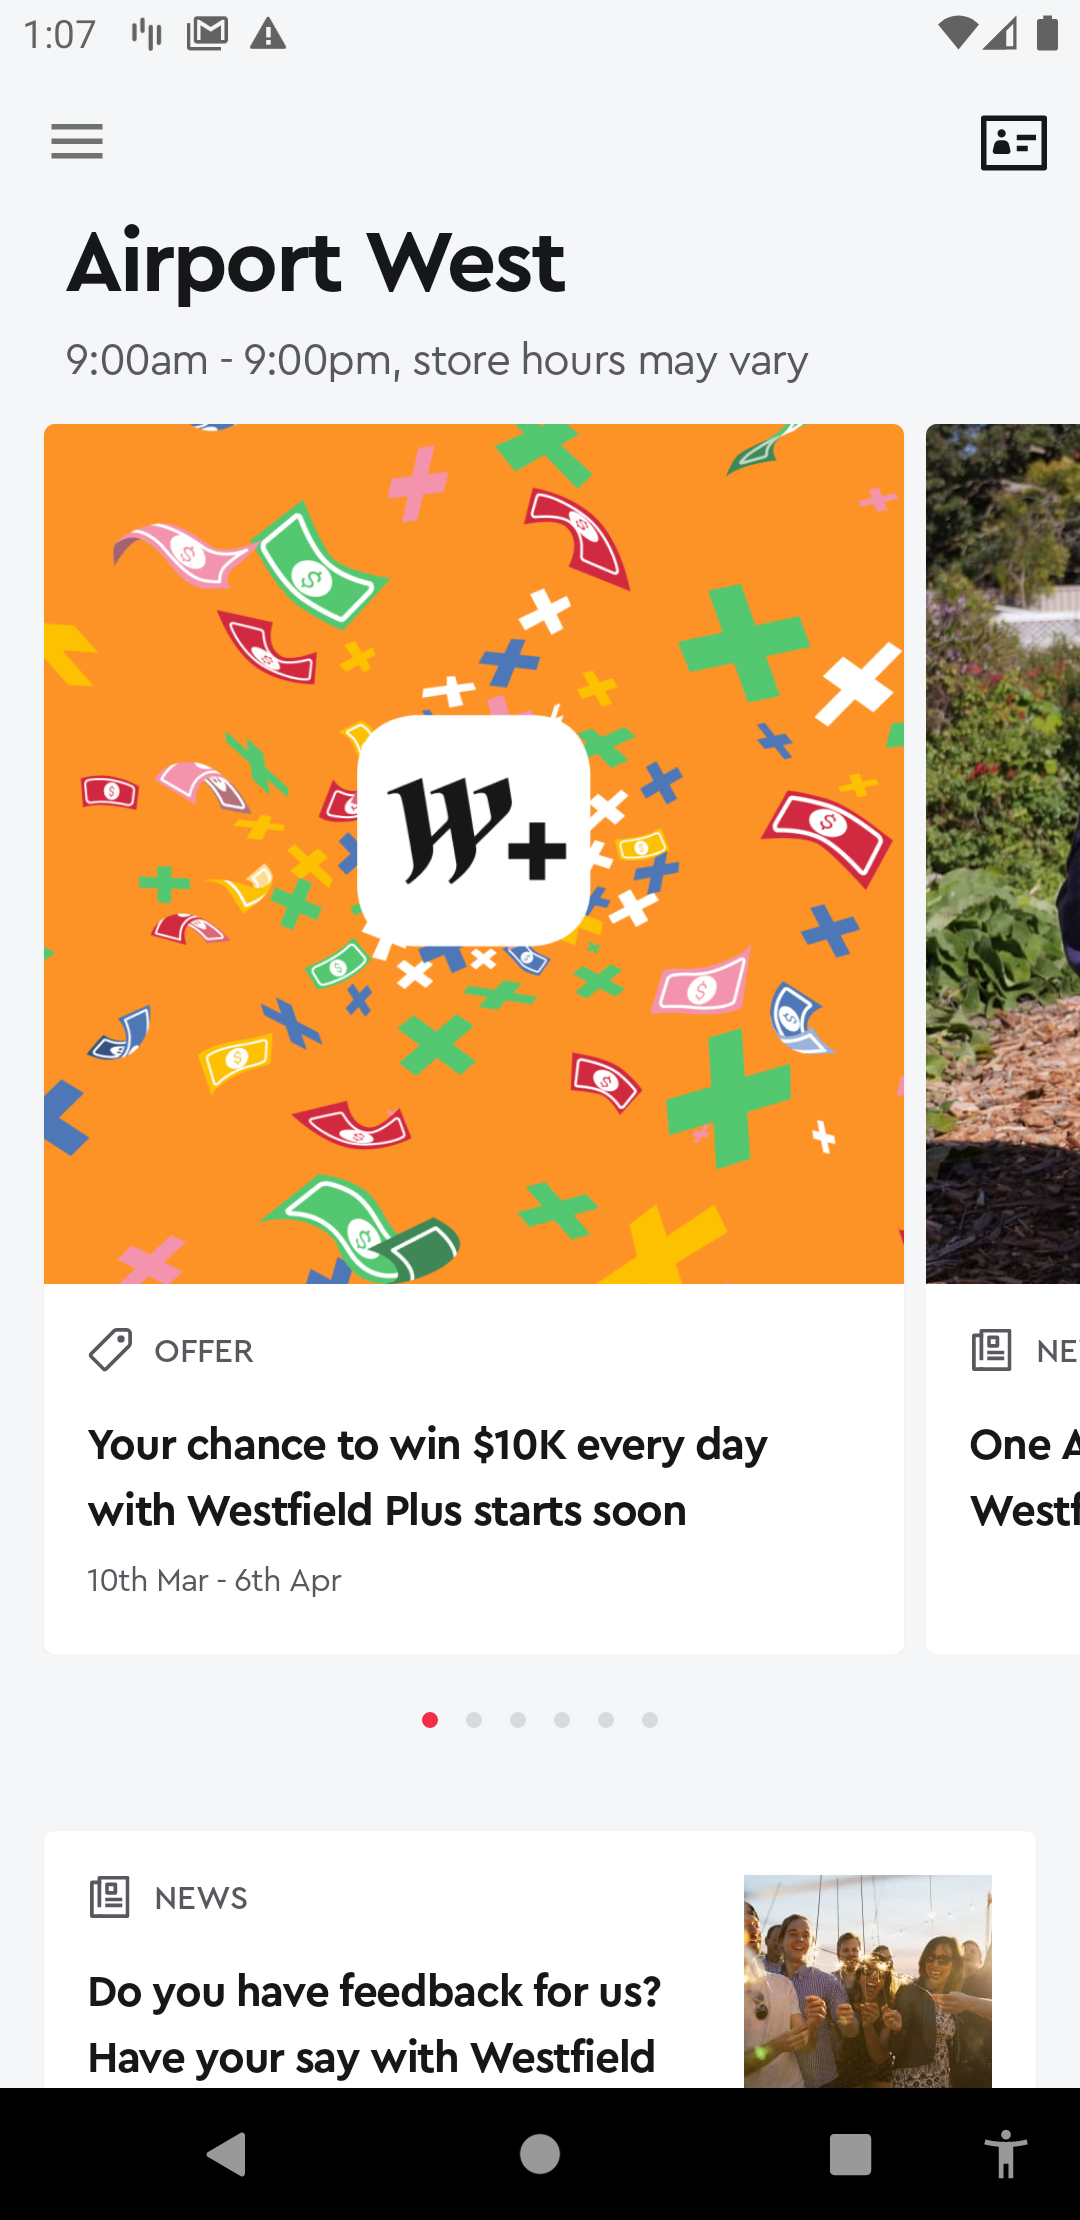 1:07
Airport West
9:00am - 9:00pm, store hours may vary
W+
OFFER
Your chance to win $10K every day
with Westfield Plus starts soon
10th Mar - 6th Apr
One
NEWS
Do you have feedback for us?
Have your say with Westfield